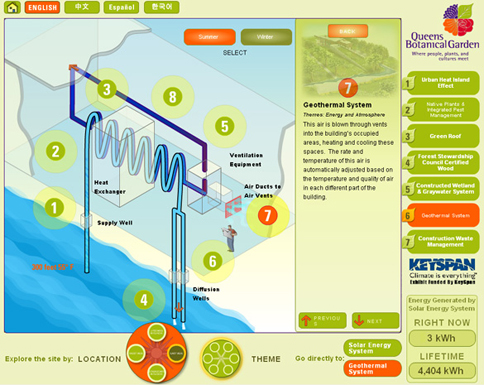 ENGLISH
中文
Español
한국어
Summer
Winter
SELECT
BACK
Queens
Botanical Garden
Where people, plants, and
cultures meet
7
Geothermal System
Themes: Energy and Atmosphere
This air is blown through vents
into the building's occupied
areas, heating and cooling these
spaces. The rate and
temperature of this air is
automatically adjusted based on
the temperature and quality of air
in each different part of the
building.
1 Urban Heat Island
Effect
2 Native Plants &
Integrated Pest
Management
3 Green Roof
4 Forest Stewardship
Council Certified
Wood
5 Constructed Wetland
& Graywater System
6 Geothermal System
7 Construction Waste
Management
3
8
5
2
1
7
6
4
Ventilation
Equipment
Heat
Exchanger
Air Ducts to
Air Vents
Supply Well
Diffusion
Wells
PREVIOU
S
NEXT
KEYSPAN
Climate is everything
Exhibit Funded By KeySpan
Energy Generated by
Solar Energy System
RIGHT NOW
3 kWh
LIFETIME
4,404 kWh
Explore the site by:
LOCATION
THEME
Go directly to:
Solar Energy
System
Geothermal
System